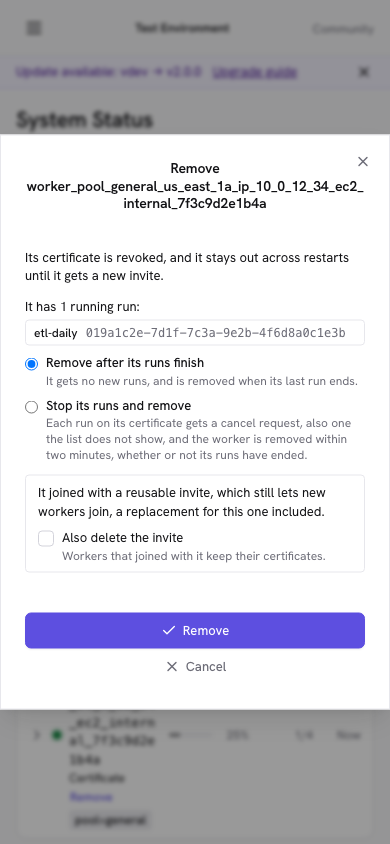 Test Environment
Community
Update available: vdev → v2.0.0 Upgrade guide
System Status
Remove
worker_pool_general_us_east_1a_ip_10_0_12_34_ec2_
internal_7f3c9d2e1b4a
Its certificate is revoked, and it stays out across restarts
until it gets a new invite.
It has 1 running run:
etl-daily 019a1c2e-7d1f-7c3a-9e2b-4f6d8a0c1e3b
Remove after its runs finish
It gets no new runs, and is removed when its last run ends.
Stop its runs and remove
Each run on its certificate gets a cancel request, also one
the list does not show, and the worker is removed within
two minutes, whether or not its runs have ended.
It joined with a reusable invite, which still lets new
workers join, a replacement for this one included.
Also delete the invite
Workers that joined with it keep their certificates.
Remove
Cancel
_ec2_intern
al_7f3c9d2e
1b4a
25%
1/4
Now
Certificate
Remove
pool=general